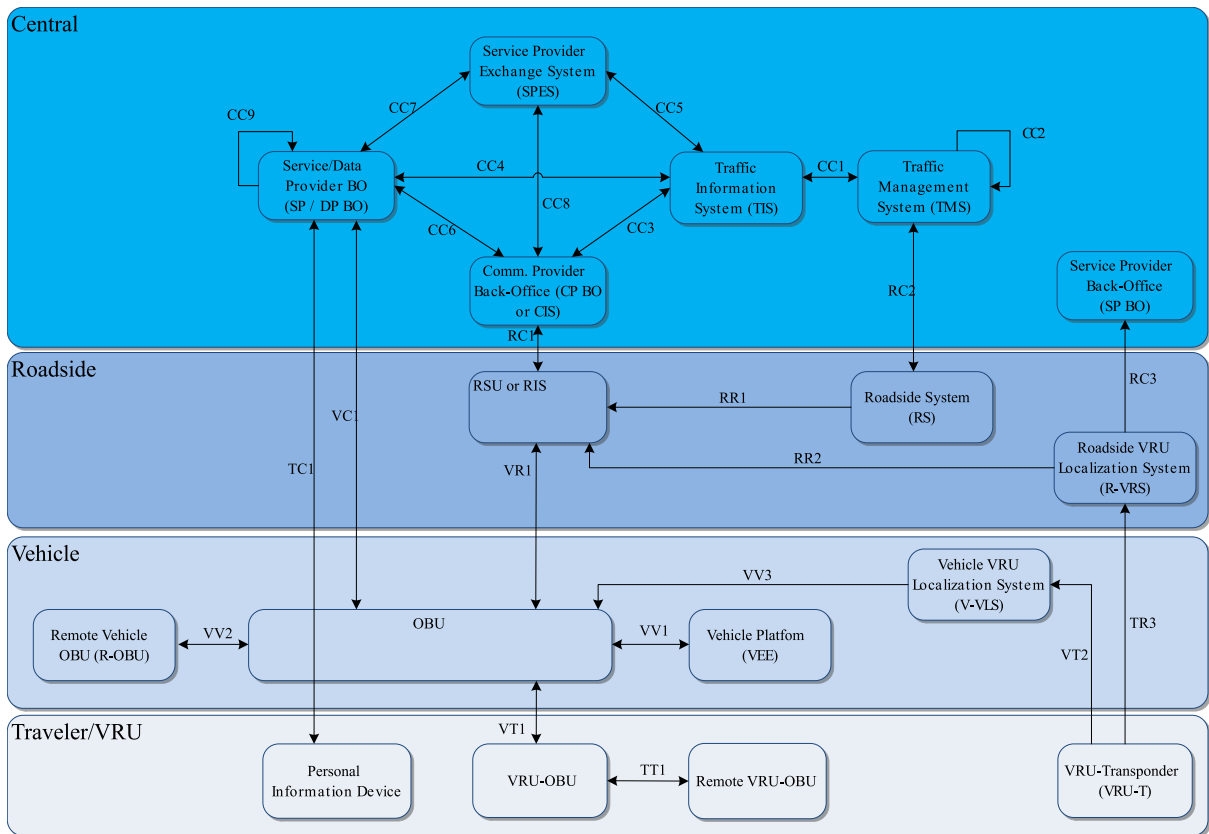 Central
Service Provider
Exchange System
(SPES)
CC7
CC5
CC9
CC2
Service/Data
Provider BO
(SP / DP BO)
CC4
Traffic
Information
System (TIS)
CC1
Traffic
Management
System (TMS)
CC8
CC6
CC3
Comm. Provider
Back-Office (CP BO
or CIS)
RC2
Service Provider
Back-Office
(SP BO)
RC1
Roadside
RSU or RIS
RR1
Roadside System
(RS)
RC3
VC1
TC1
VR1
RR2
Roadside VRU
Localization System
(R-VRS)
Vehicle
VV3
Vehicle VRU
Localization System
(V-VLS)
OBU
Remote Vehicle
OBU (R-OBU)
VV2
VV1
Vehicle Platfom
(VEE)
VT2
TR3
Traveler/VRU
VT1
Personal
Information Device
VRU-OBU
TT1
Remote VRU-OBU
VRU-Transponder
(VRU-T)